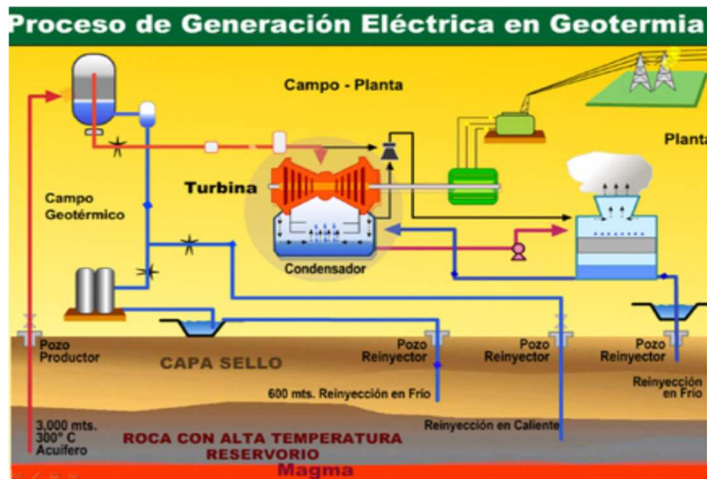 Proceso de Generación Eléctrica en Geotermia
Campo - Planta
Planta
Turbina
Campo
Geotérmico
Condensador
Pozo
Productor
CAPA SELLO
Pozo
Reinyector
Pozo
Reinyector
Pozo
Reinyector
600 mts. Reinyección en Frío
Reinyección
en Frío
Reinyección en Caliente
3,000 mts.
300° C
Acuífero
ROCA CON ALTA TEMPERATURA
RESERVORIO
Magma